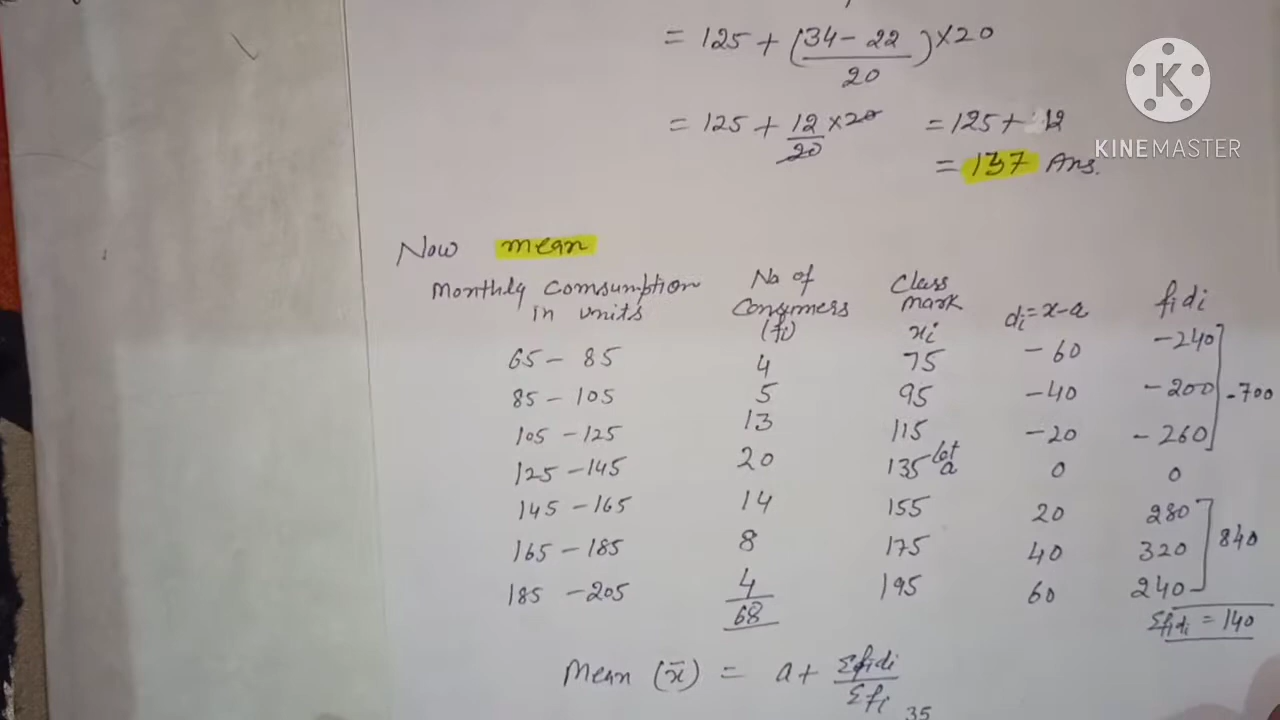 = 125 + (34 - 22 / 20) × 20
= 125 + 12/20 × 20 = 125 + 12
= 137 Ans.
K
KINEMASTER
Now mean
Monthly Comsumption in units | No of Consumers (fi) | Class mark xi | di = x-a | fidi
65 - 85 | 4 | 75 | -60 | -240
85 - 105 | 5 | 95 | -40 | -200 | -700
105 - 125 | 13 | 115 | -20 | -260
125 - 145 | 20 | 135 let a | 0 | 0
145 - 165 | 14 | 155 | 20 | 280
165 - 185 | 8 | 175 | 40 | 320 | 840
185 - 205 | 4 | 195 | 60 | 240
68 | Σfidi = 140
Mean (x̄) = a + Σfidi / Σfi
35